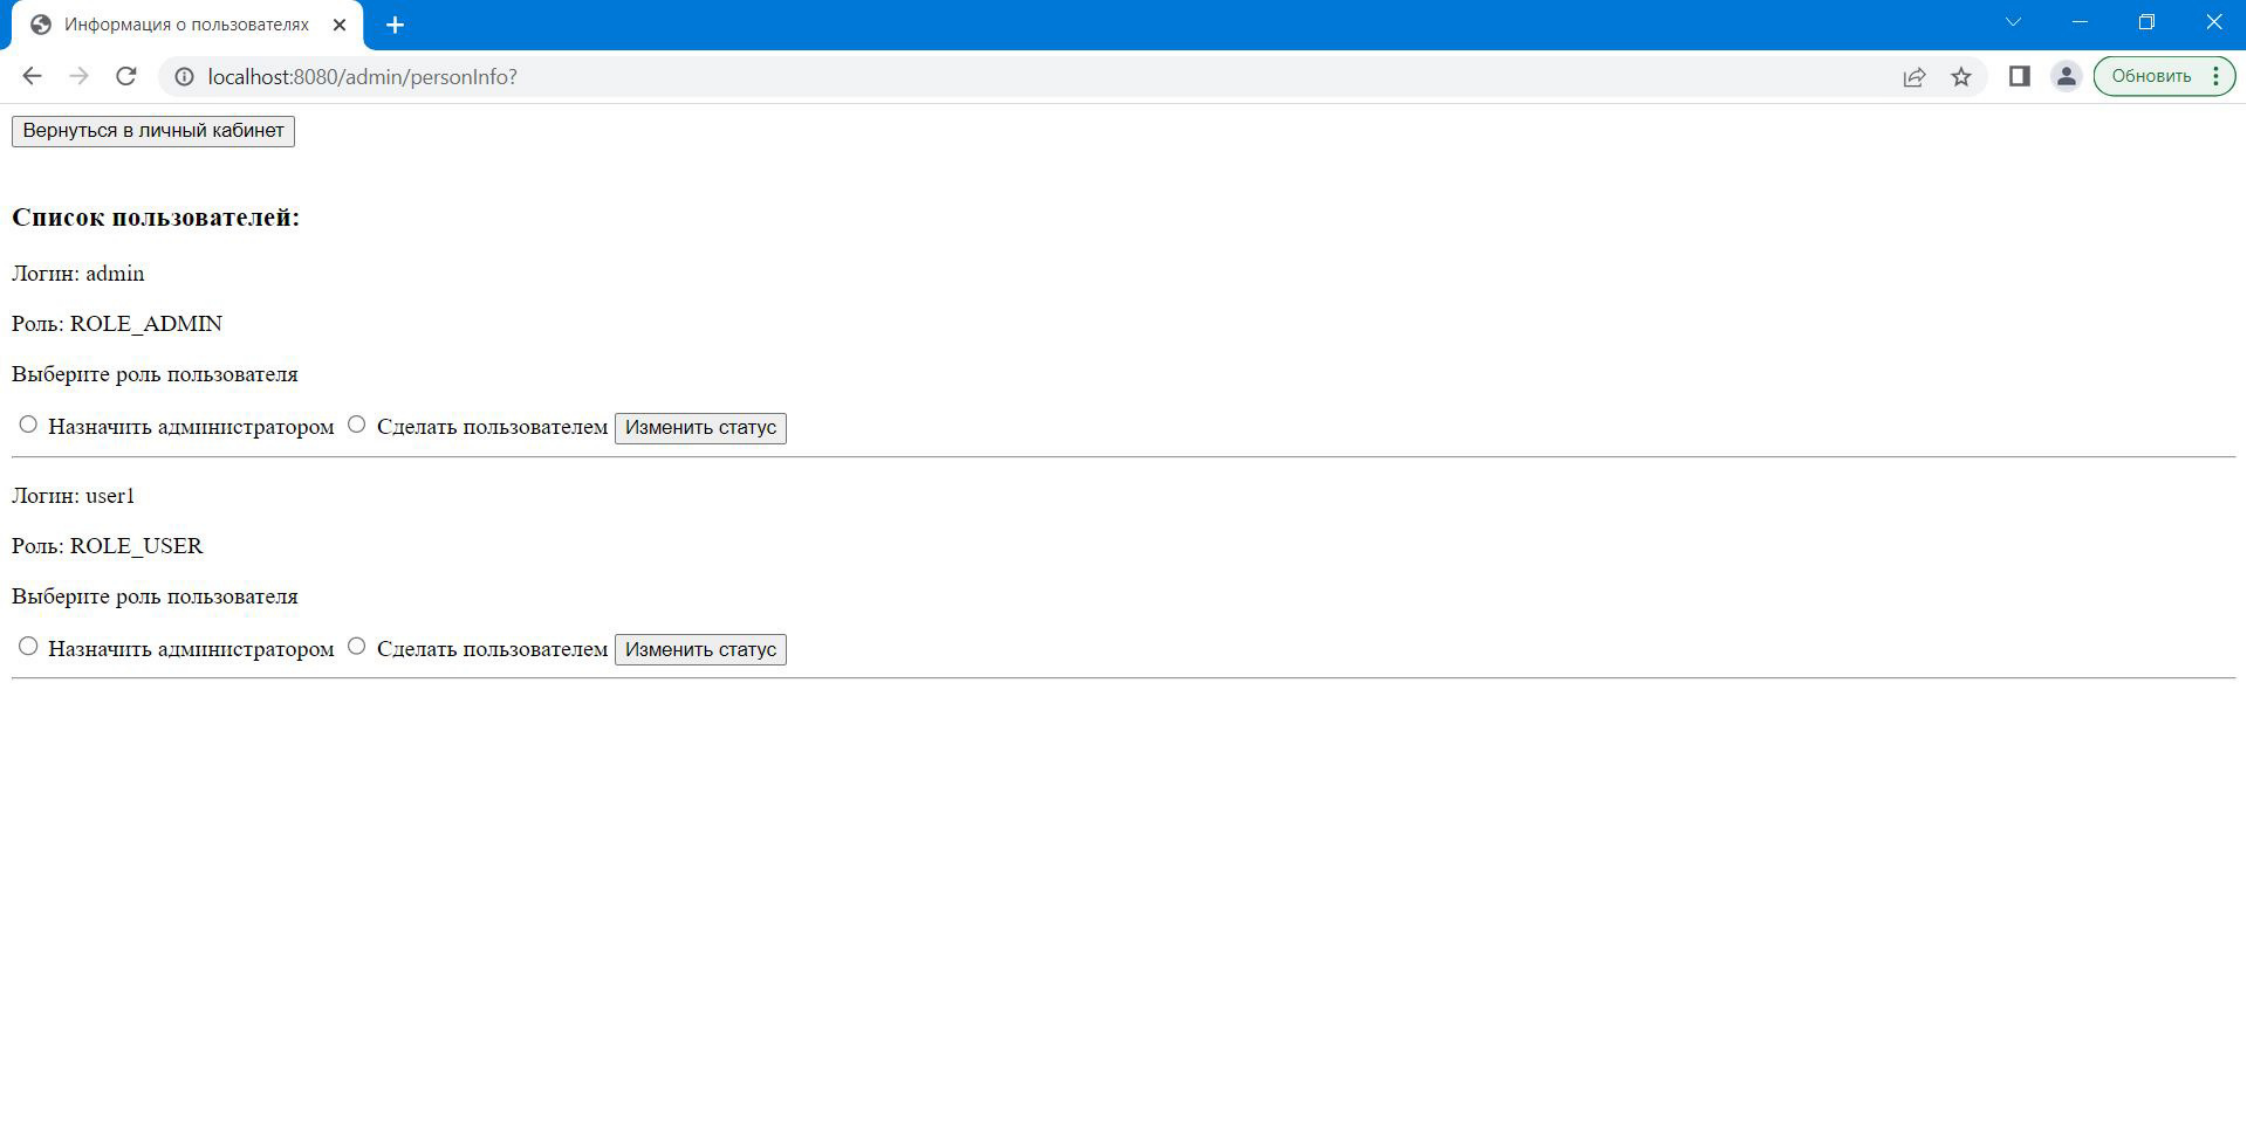 Информация о пользователях
localhost:8080/admin/personInfo?
Обновить
Вернуться в личный кабинет
Список пользователей:
Логин: admin
Роль: ROLE_ADMIN
Выберите роль пользователя
Назначить администратором Сделать пользователем Изменить статус
Логин: user1
Роль: ROLE_USER
Выберите роль пользователя
Назначить администратором Сделать пользователем Изменить статус